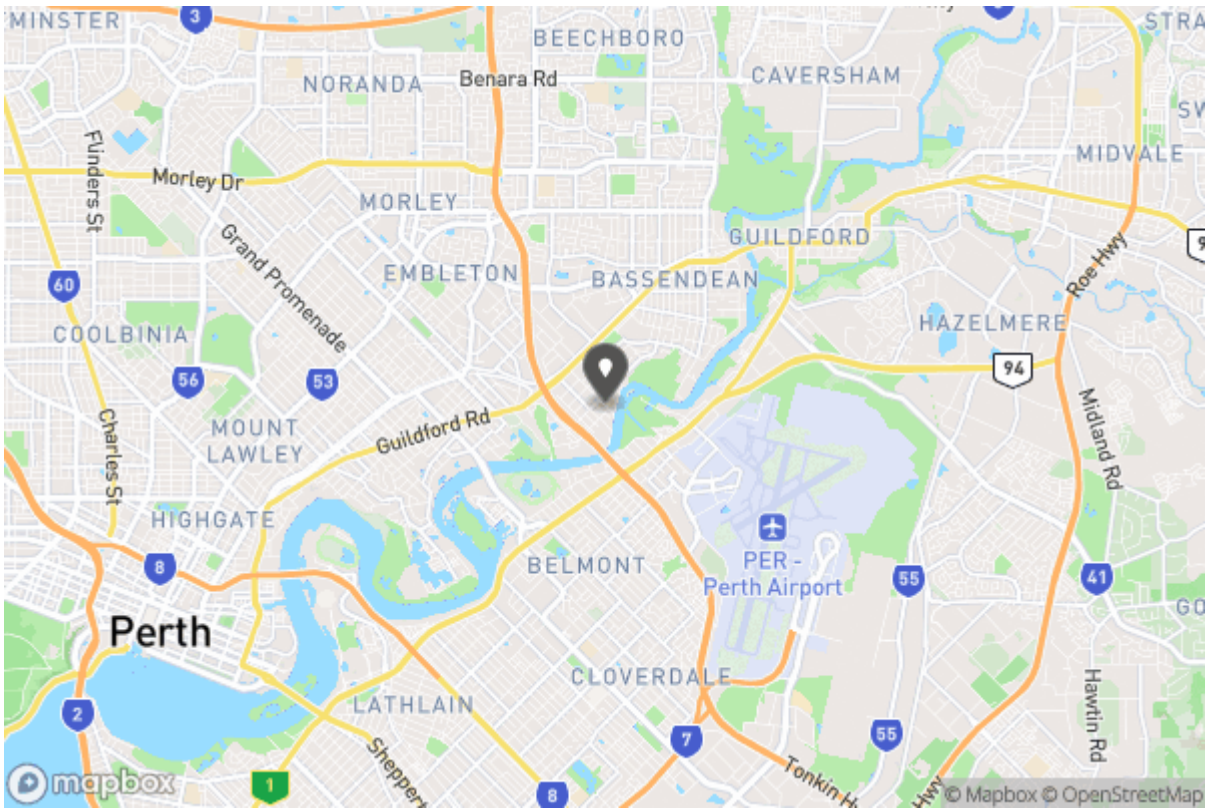 MINSTER
3
BEECHBORO
Hwy
STRA
NORANDA
Benara Rd
CAVERSHAM
SW
Flinders St
MIDVALE
Morley Dr
MORLEY
Grand Promenade
GUILDFORD
9
Roe Hwy
EMBLETON
BASSENDEAN
60
HAZELMERE
COOLBINIA
56
53
94
Charles St
MOUNT
LAWLEY
Guildford Rd
Midland Rd
HIGHGATE
8
BELMONT
PER -
Perth Airport
55
41
GO
Perth
CLOVERDALE
LATHLAIN
2
7
55
Hawtin Rd
Shepper
Tonkin H
Hwy
mapbox
1
8
© Mapbox © OpenStreetMap